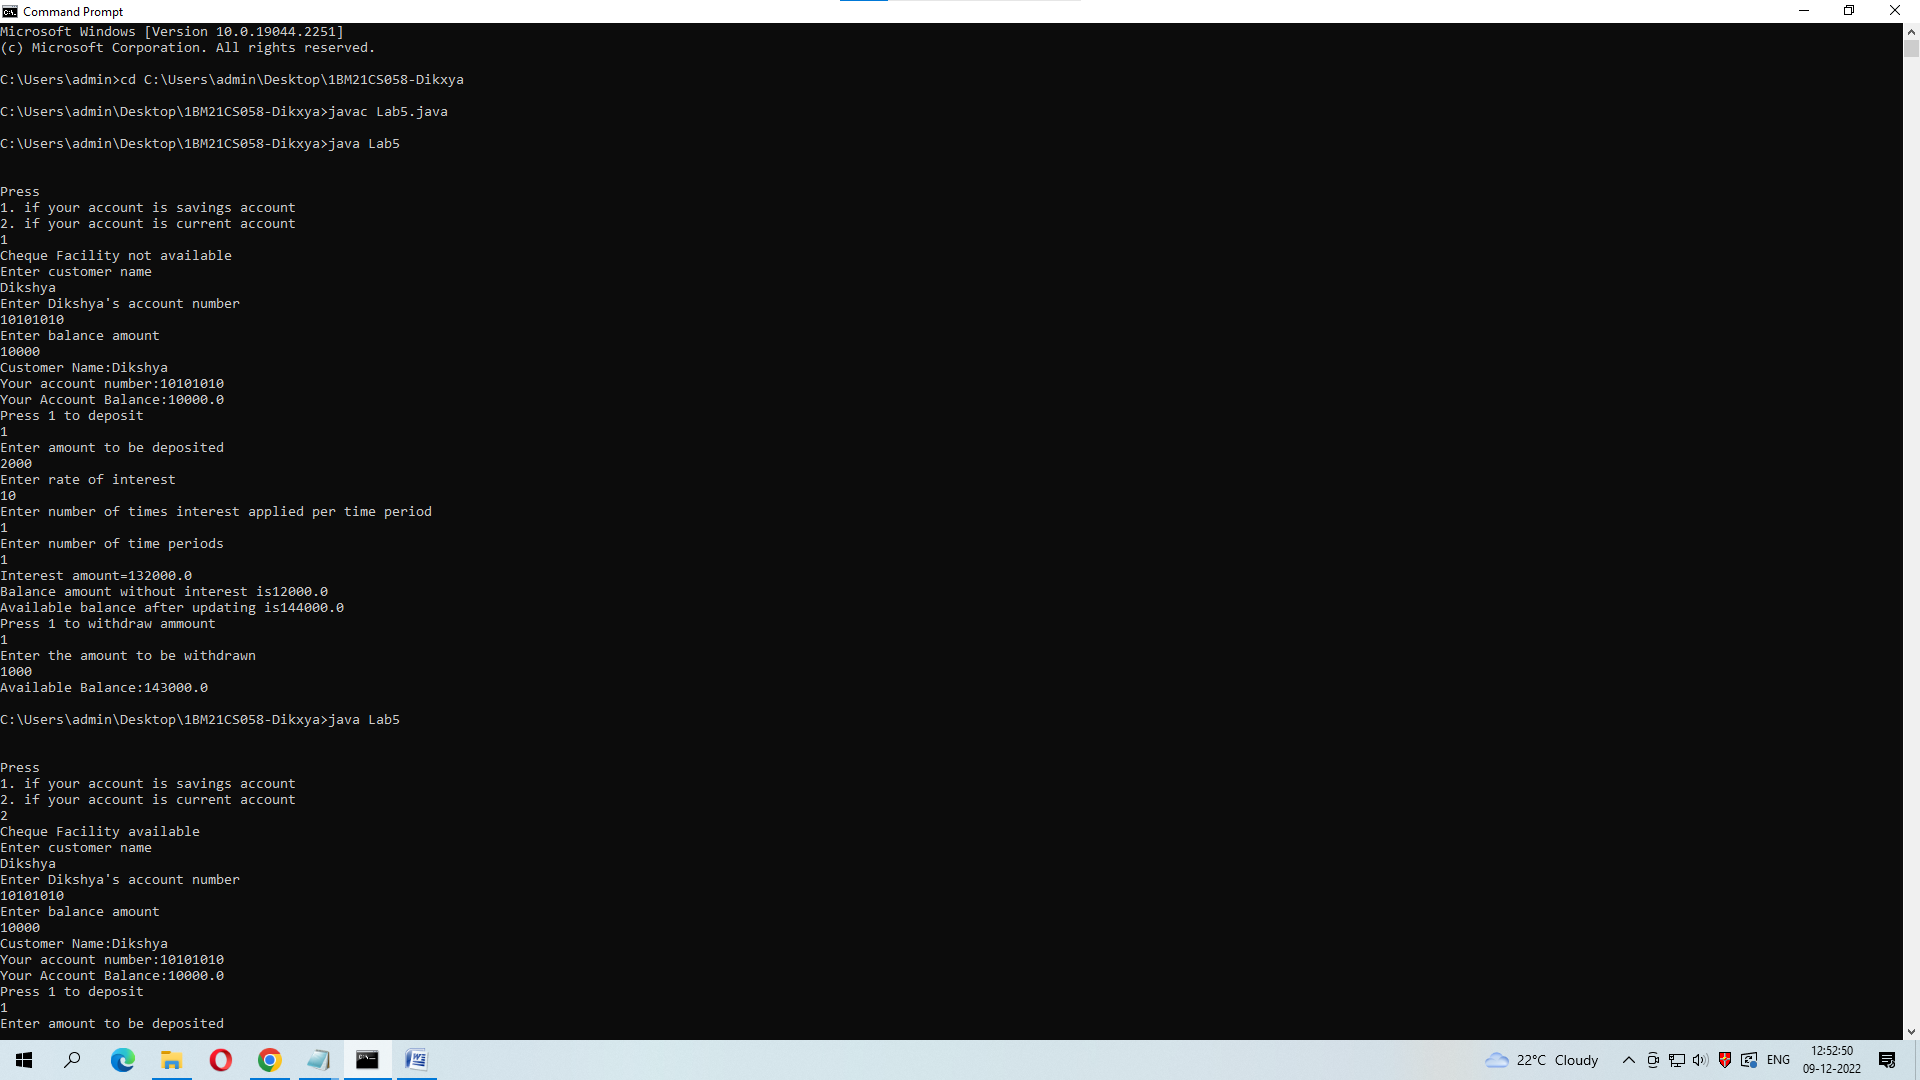 Command Prompt
Microsoft Windows [Version 10.0.19044.2251]
(c) Microsoft Corporation. All rights reserved.
C:\Users\admin>cd C:\Users\admin\Desktop\1BM21CS058-Dikxya
C:\Users\admin\Desktop\1BM21CS058-Dikxya>javac Lab5.java
C:\Users\admin\Desktop\1BM21CS058-Dikxya>java Lab5
Press
1. if your account is savings account
2. if your account is current account
1
Cheque Facility not available
Enter customer name
Dikshya
Enter Dikshya's account number
10101010
Enter balance amount
10000
Customer Name:Dikshya
Your account number:10101010
Your Account Balance:10000.0
Press 1 to deposit
1
Enter amount to be deposited
2000
Enter rate of interest
10
Enter number of times interest applied per time period
1
Enter number of time periods
1
Interest amount=132000.0
Balance amount without interest is12000.0
Available balance after updating is144000.0
Press 1 to withdraw ammount
1
Enter the amount to be withdrawn
1000
Available Balance:143000.0
C:\Users\admin\Desktop\1BM21CS058-Dikxya>java Lab5
Press
1. if your account is savings account
2. if your account is current account
2
Cheque Facility available
Enter customer name
Dikshya
Enter Dikshya's account number
10101010
Enter balance amount
10000
Customer Name:Dikshya
Your account number:10101010
Your Account Balance:10000.0
Press 1 to deposit
1
Enter amount to be deposited
22°C Cloudy
ENG
12:52:50
09-12-2022